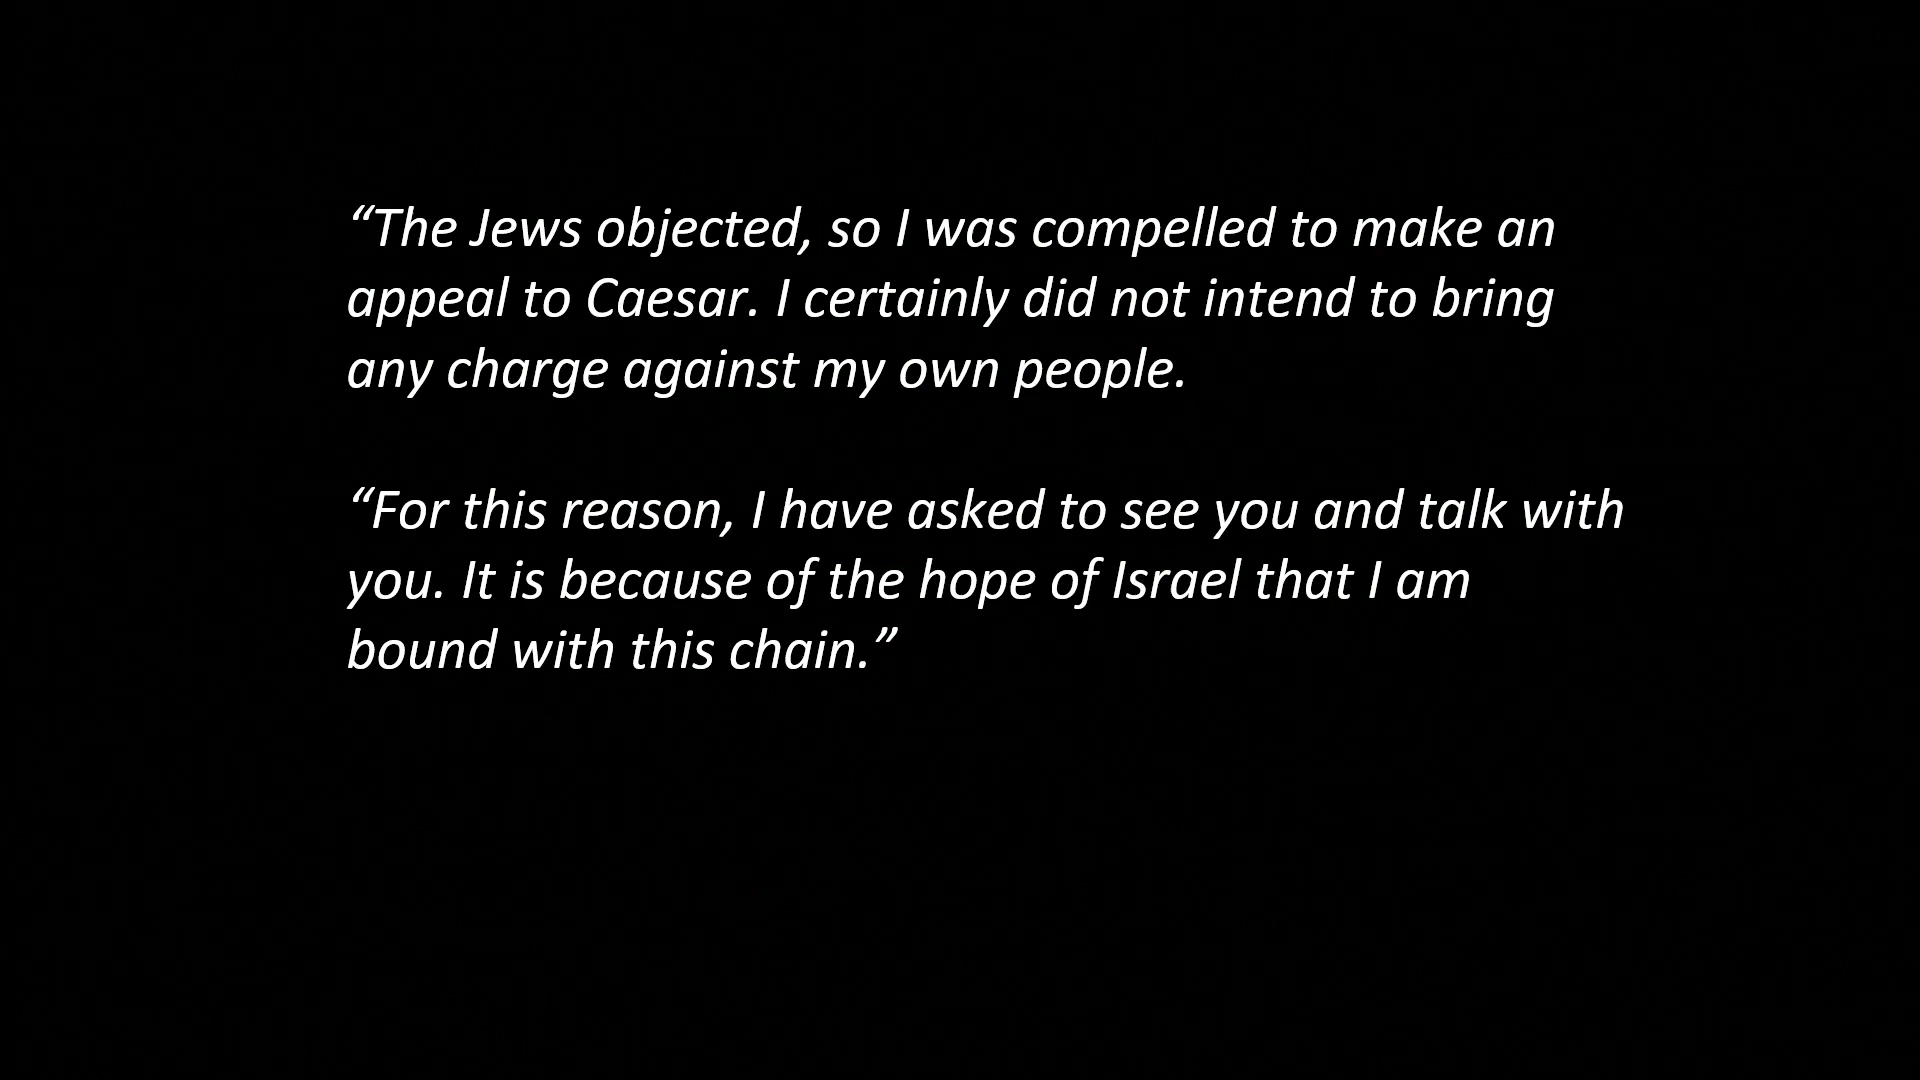 “The Jews objected, so I was compelled to make an
appeal to Caesar. I certainly did not intend to bring
any charge against my own people.
“For this reason, I have asked to see you and talk with
you. It is because of the hope of Israel that I am
bound with this chain.”